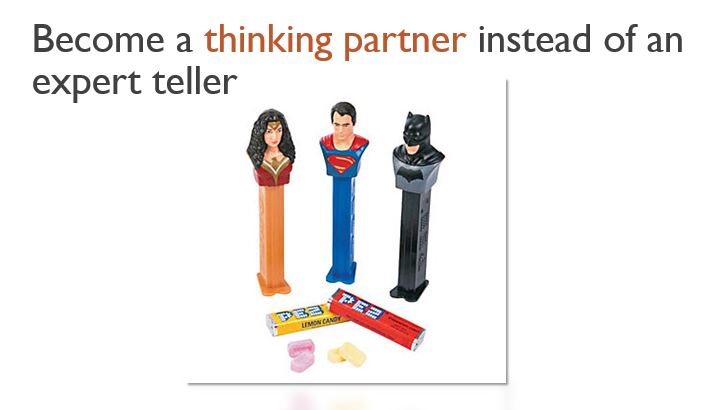 Become a thinking partner instead of an
expert teller
PEZ
LEMON CANDY
PEZ